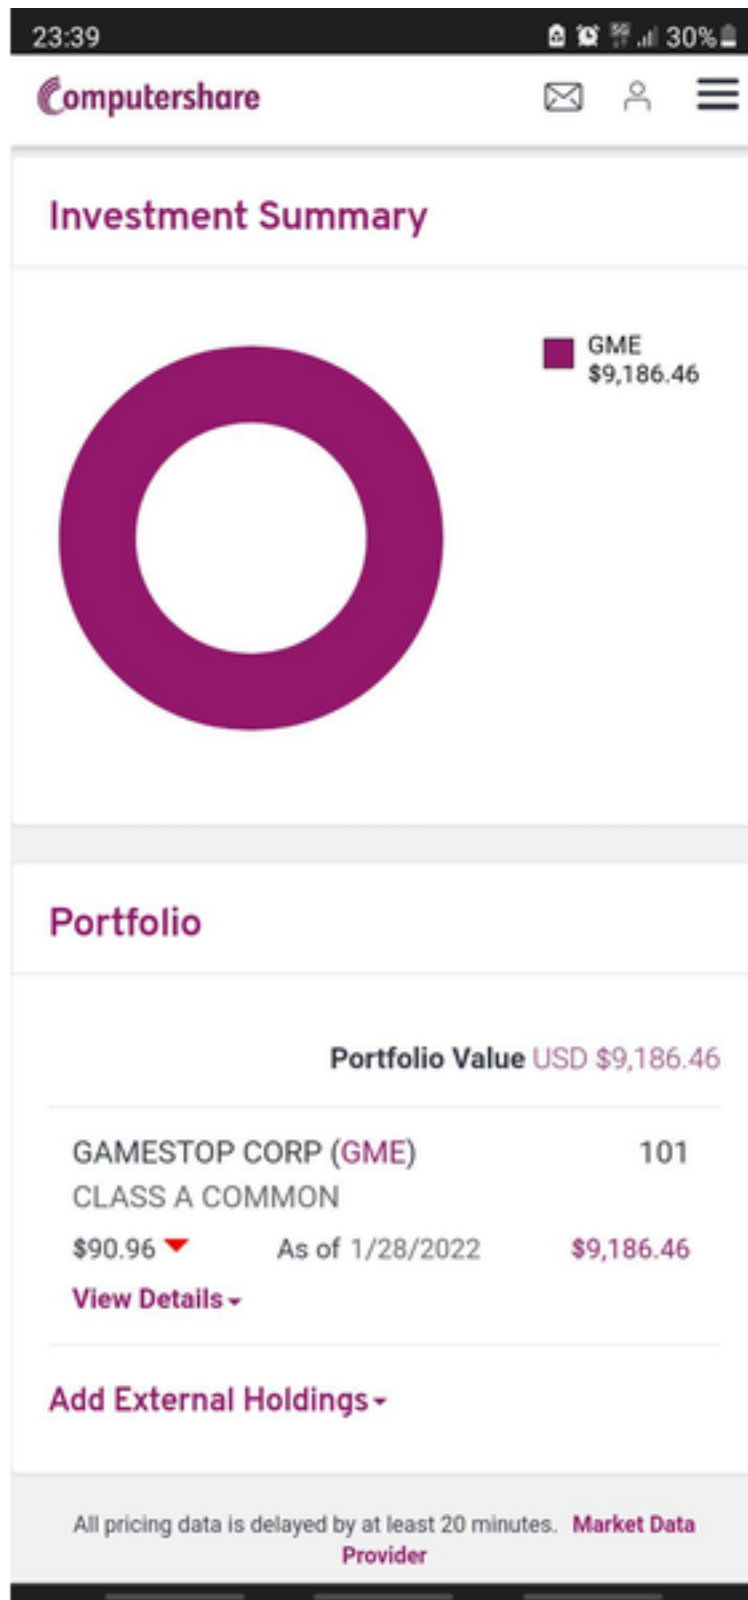 23:39 5G 30%
Computershare
Investment Summary
GME
$9,186.46
Portfolio
Portfolio Value USD $9,186.46
GAMESTOP CORP (GME) 101
CLASS A COMMON
$90.96 As of 1/28/2022 $9,186.46
View Details
Add External Holdings
All pricing data is delayed by at least 20 minutes. Market Data
Provider